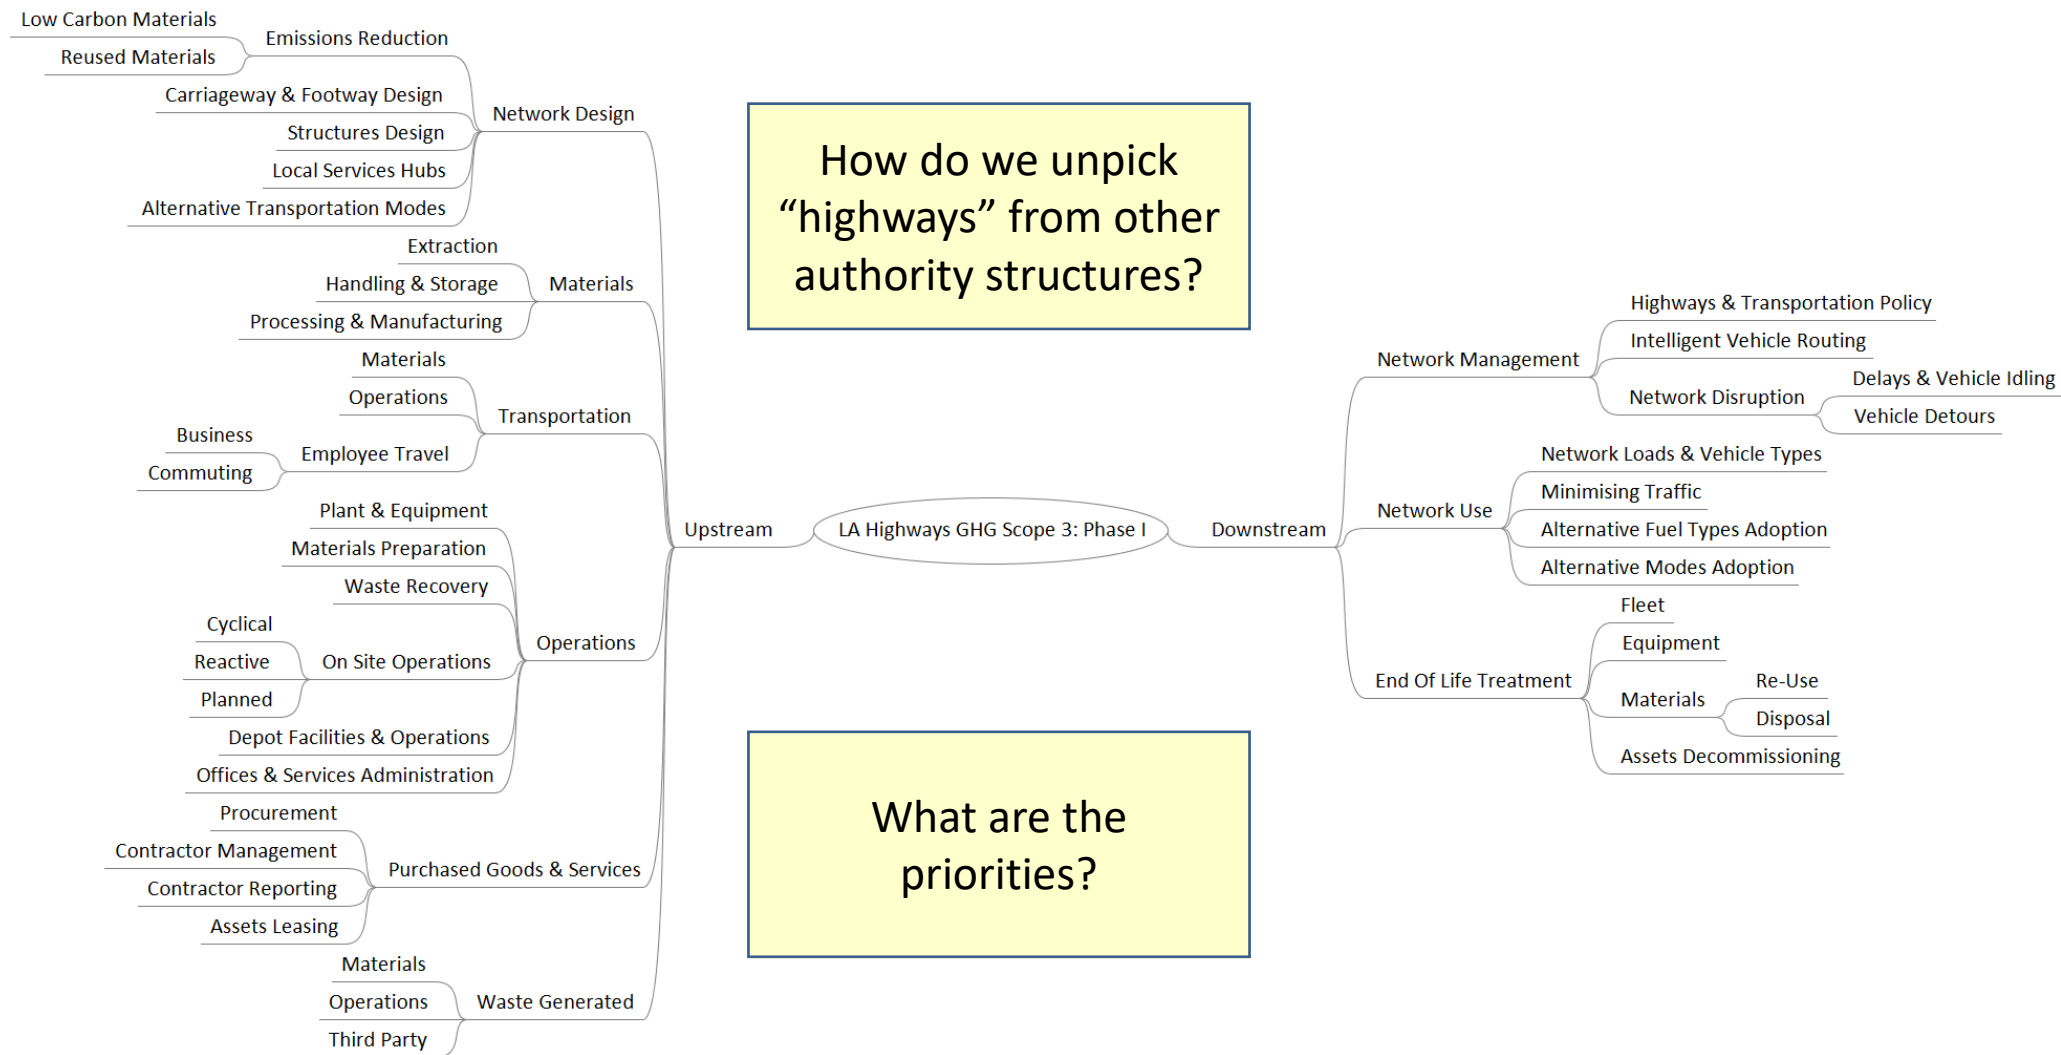 Low Carbon Materials
Reused Materials
Emissions Reduction
Carriageway & Footway Design
Structures Design
Local Services Hubs
Alternative Transportation Modes
Network Design
Extraction
Handling & Storage
Processing & Manufacturing
Materials
Materials
Operations
Business
Commuting
Employee Travel
Transportation
Plant & Equipment
Materials Preparation
Waste Recovery
Cyclical
Reactive
Planned
On Site Operations
Depot Facilities & Operations
Offices & Services Administration
Operations
Procurement
Contractor Management
Contractor Reporting
Assets Leasing
Purchased Goods & Services
Materials
Operations
Third Party
Waste Generated
Upstream
How do we unpick
“highways” from other
authority structures?
LA Highways GHG Scope 3: Phase I
What are the
priorities?
Downstream
Network Management
Highways & Transportation Policy
Intelligent Vehicle Routing
Network Disruption
Delays & Vehicle Idling
Vehicle Detours
Network Use
Network Loads & Vehicle Types
Minimising Traffic
Alternative Fuel Types Adoption
Alternative Modes Adoption
End Of Life Treatment
Fleet
Equipment
Materials
Re-Use
Disposal
Assets Decommissioning